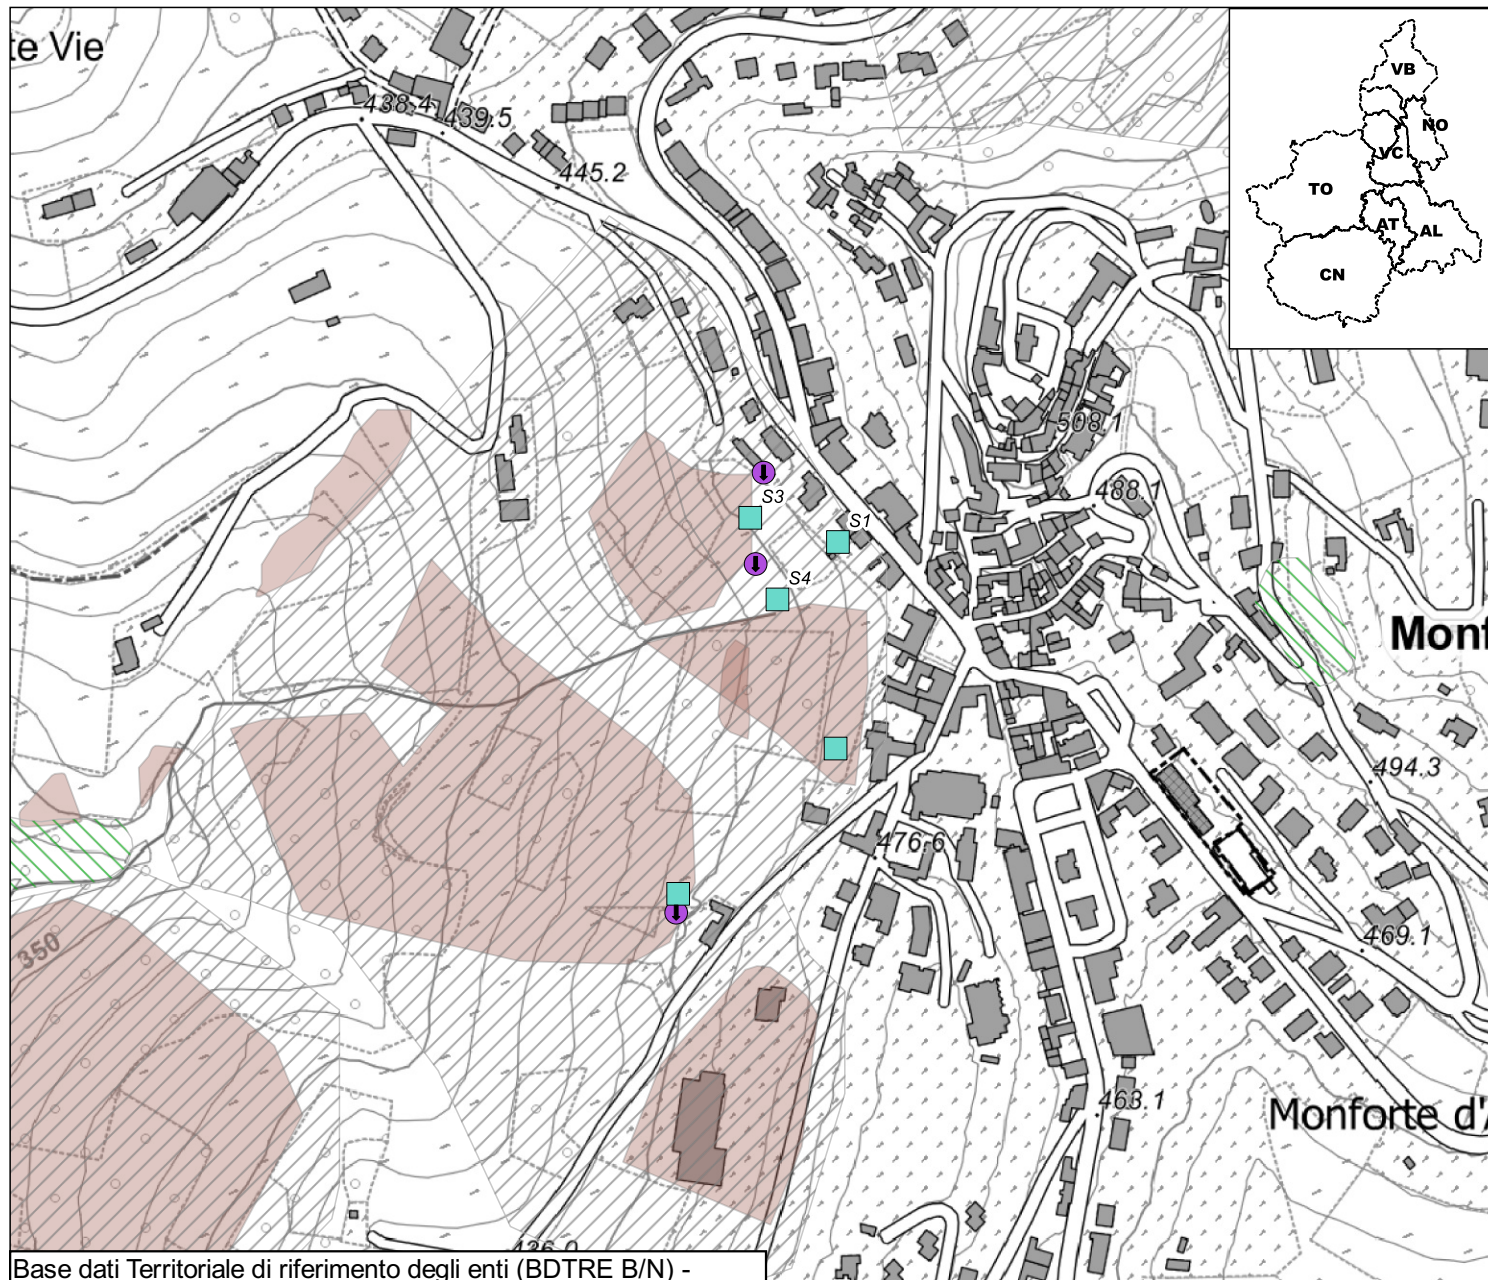 te Vie
438.4
439.5
445.2
VB
NO
VC
TO
AT
AL
CN
508.1
488.1
S3
S1
S4
Monf
494.3
476.6
469.1
350
463.1
Monforte d'A
Base dati Territoriale di riferimento degli enti (BDTRE B/N) -